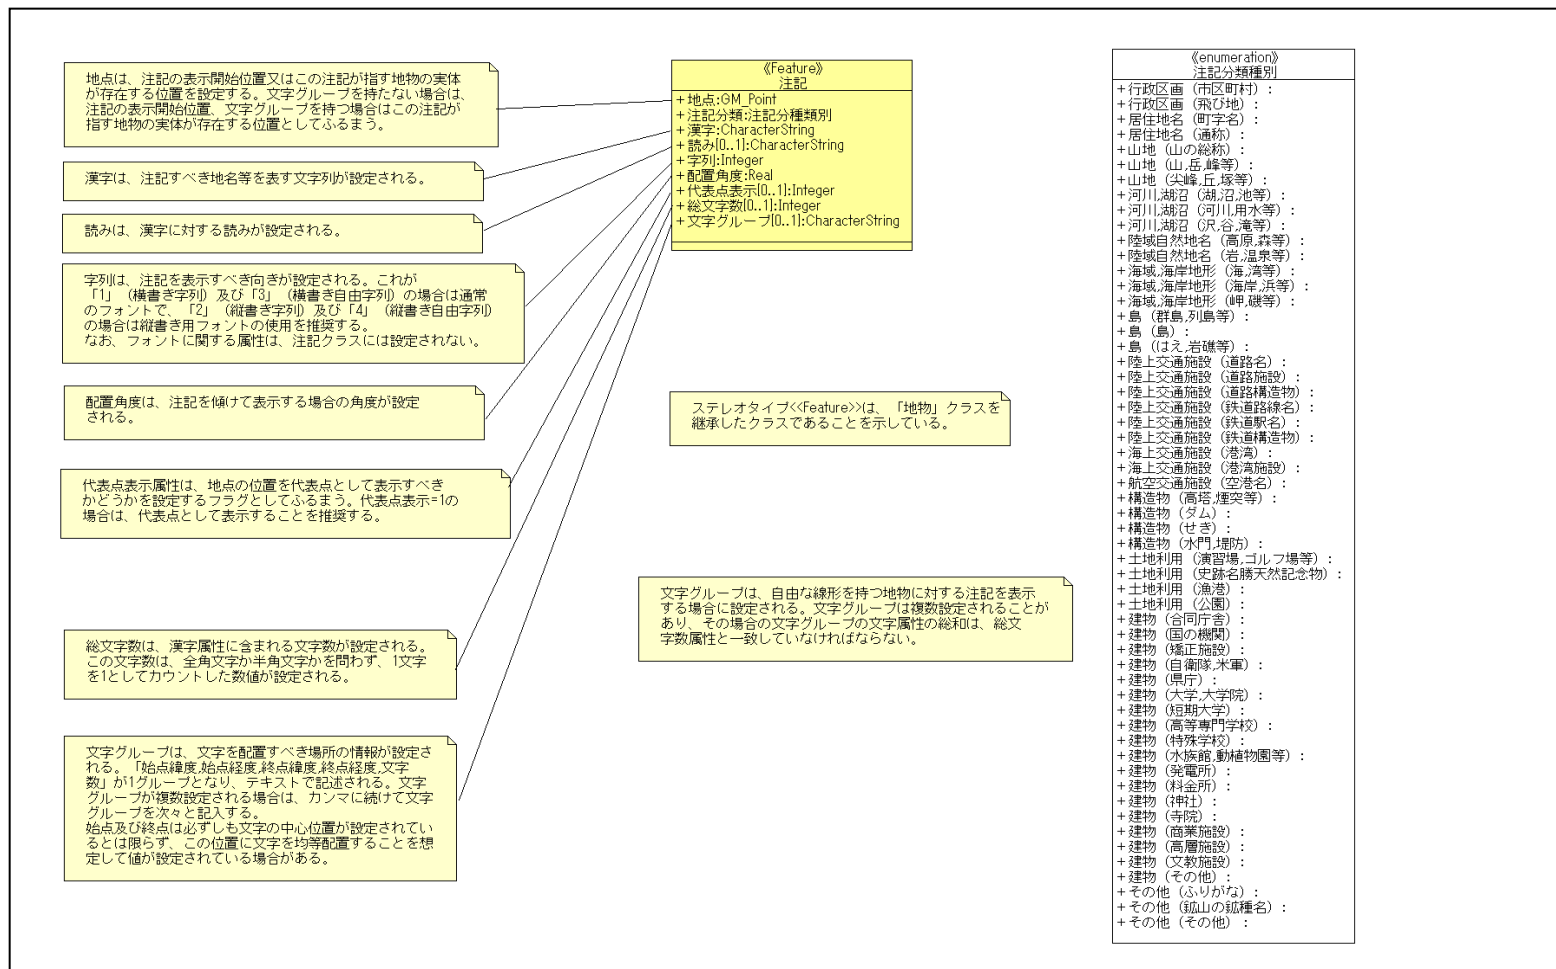 地点は、注記の表示開始位置又はこの注記が指す地物の実体
が存在する位置を設定する。文字グループを持たない場合は、
注記の表示開始位置、文字グループを持つ場合はこの注記が
指す地物の実体が存在する位置としてふるまう。
漢字は、注記すべき地名等を表す文字列が設定される。
読みは、漢字に対する読みが設定される。
字列は、注記を表示すべき向きが設定される。これが
「1」（横書き字列）及び「3」（横書き自由字列）の場合は通常
のフォントで、「2」（縦書き字列）及び「4」（縦書き自由字列）
の場合は縦書き用フォントの使用を推奨する。
なお、フォントに関する属性は、注記クラスには設定されない。
配置角度は、注記を傾けて表示する場合の角度が設定
される。
代表点表示属性は、地点の位置を代表点として表示すべき
かどうかを設定するフラグとしてふるまう。代表点表示=1の
場合は、代表点として表示することを推奨する。
総文字数は、漢字属性に含まれる文字数が設定される。
この文字数は、全角文字か半角文字かを問わず、1文字
を1としてカウントした数値が設定される。
文字グループは、文字を配置すべき場所の情報が設定さ
れる。「始点緯度,始点経度,終点緯度,終点経度,文字
数」が1グループとなり、テキストで記述される。文字
グループが複数設定される場合は、カンマに続けて文字
グループを次々と記入する。
始点及び終点は必ずしも文字の中心位置が設定されてい
るとは限らず、この位置に文字を均等配置することを想
定して値が設定されている場合がある。
《Feature》
注記
+地点:GM_Point
+注記分類:注記分種類別
+漢字:CharacterString
+読み[0..1]:CharacterString
+字列:Integer
+配置角度:Real
+代表点表示[0..1]:Integer
+総文字数[0..1]:Integer
+文字グループ[0..1]:CharacterString
ステレオタイプ<<Feature>>は、「地物」クラスを
継承したクラスであることを示している。
文字グループは、自由な線形を持つ地物に対する注記を表示
する場合に設定される。文字グループは複数設定されることが
あり、その場合の文字グループの文字属性の総和は、総文
字数属性と一致していなければならない。
《enumeration》
注記分類種別
+行政区画（市区町村）:
+行政区画（飛び地）:
+居住地名（町字名）:
+居住地名（通称）:
+山地（山の総称）:
+山地（山,岳,峰等）:
+山地（尖峰,丘,塚等）:
+河川,湖沼（湖,沼,池等）:
+河川,湖沼（河川,用水等）:
+河川,湖沼（沢,谷,滝等）:
+陸域自然地名（高原,森等）:
+陸域自然地名（岩,温泉等）:
+海域,海岸地形（海,湾等）:
+海域,海岸地形（海岸,浜等）:
+海域,海岸地形（岬,磯等）:
+島（群島,列島等）:
+島（島）:
+島（はえ,岩礁等）:
+陸上交通施設（道路名）:
+陸上交通施設（道路施設）:
+陸上交通施設（道路構造物）:
+陸上交通施設（鉄道路線名）:
+陸上交通施設（鉄道駅名）:
+陸上交通施設（鉄道構造物）:
+海上交通施設（港湾）:
+海上交通施設（港湾施設）:
+航空交通施設（空港名）:
+構造物（高塔,煙突等）:
+構造物（ダム）:
+構造物（せき）:
+構造物（水門,堤防）:
+土地利用（演習場,ゴルフ場等）:
+土地利用（史跡名勝天然記念物）:
+土地利用（漁港）:
+土地利用（公園）:
+建物（合同庁舎）:
+建物（国の機関）:
+建物（矯正施設）:
+建物（自衛隊,米軍）:
+建物（県庁）:
+建物（大学,大学院）:
+建物（短期大学）:
+建物（高等専門学校）:
+建物（特殊学校）:
+建物（水族館,動植物園等）:
+建物（発電所）:
+建物（料金所）:
+建物（神社）:
+建物（寺院）:
+建物（商業施設）:
+建物（高層施設）:
+建物（文教施設）:
+建物（その他）:
+その他（ふりがな）:
+その他（鉱山の鉱種名）:
+その他（その他）: